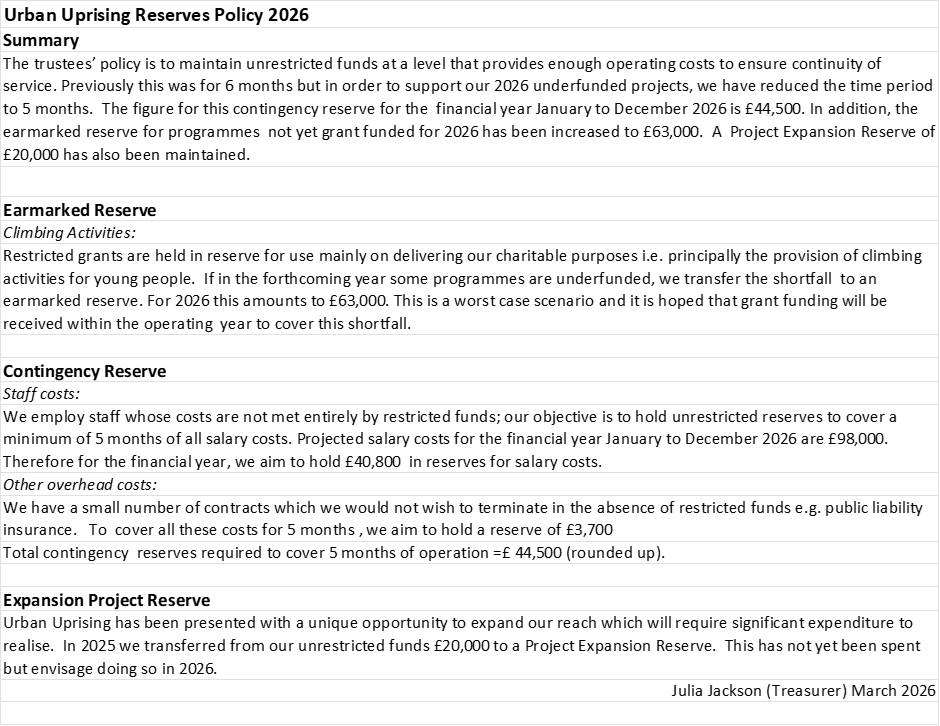 Urban Uprising Reserves Policy 2026
Summary
The trustees' policy is to maintain unrestricted funds at a level that provides enough operating costs to ensure continuity of
service. Previously this was for 6 months but in order to support our 2026 underfunded projects, we have reduced the time period
to 5 months.  The figure for this contingency reserve for the  financial year January to December 2026 is £44,500. In addition, the
earmarked reserve for programmes  not yet grant funded for 2026 has been increased to £63,000.  A  Project Expansion Reserve of
£20,000 has also been maintained.
Earmarked Reserve
Climbing Activities:
Restricted grants are held in reserve for use mainly on delivering our charitable purposes i.e. principally the provision of climbing
activities for young people.  If in the forthcoming year some programmes are underfunded, we transfer the shortfall  to an
earmarked reserve. For 2026 this amounts to £63,000. This is a worst case scenario and it is hoped that grant funding will be
received within the operating  year to cover this shortfall.
Contingency Reserve
Staff costs:
We employ staff whose costs are not met entirely by restricted funds; our objective is to hold unrestricted reserves to cover a
minimum of 5 months of all salary costs. Projected salary costs for the financial year January to December 2026 are £98,000.
Therefore for the financial year, we aim to hold £40,800  in reserves for salary costs.
Other overhead costs:
We have a small number of contracts which we would not wish to terminate in the absence of restricted funds e.g. public liability
insurance.   To  cover all these costs for 5 months , we aim to hold a reserve of £3,700
Total contingency  reserves required to cover 5 months of operation =£ 44,500 (rounded up).
Expansion Project Reserve
Urban Uprising has been presented with a unique opportunity to expand our reach which will require significant expenditure to
realise.  In 2025 we transferred from our unrestricted funds £20,000 to a Project Expansion Reserve.  This has not yet been spent
but envisage doing so in 2026.
Julia Jackson (Treasurer) March 2026